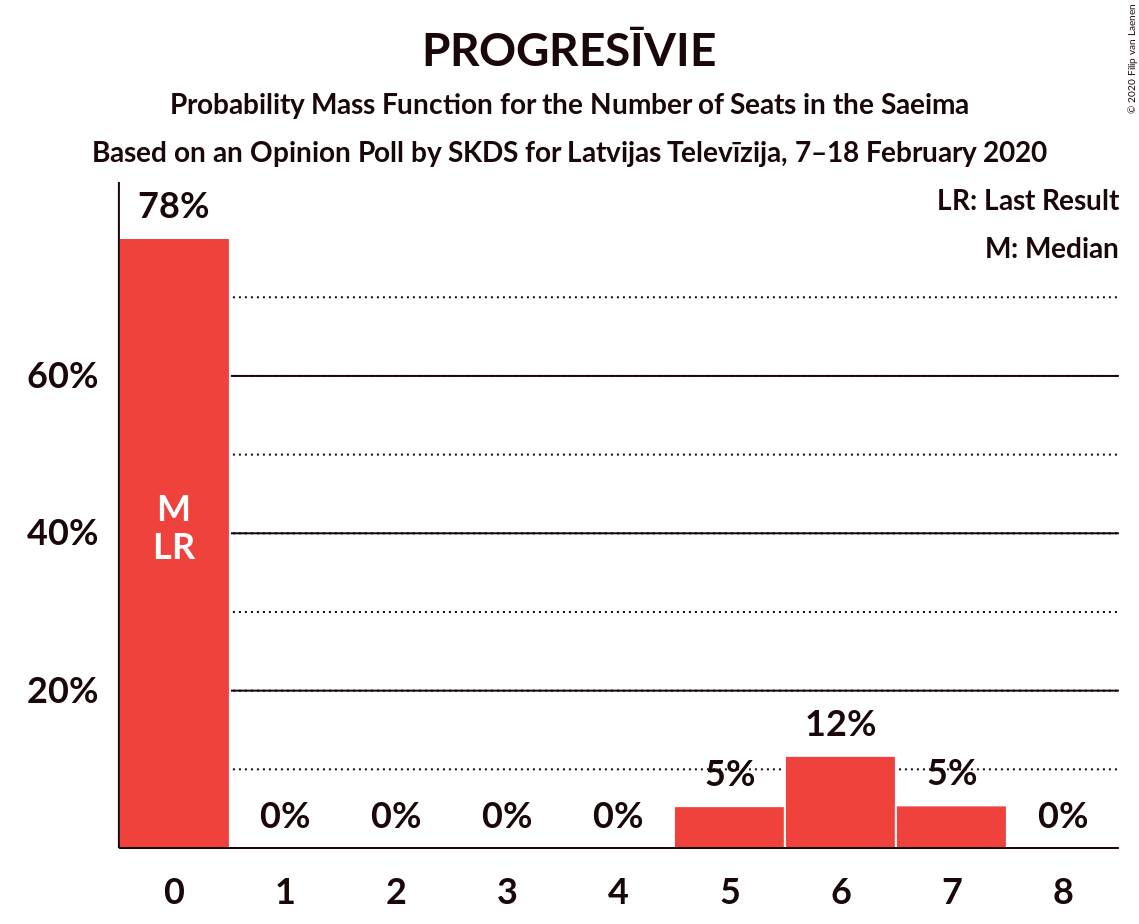 PROGRESĪVIE
Probability Mass Function for the Number of Seats in the Saeima
Based on an Opinion Poll by SKDS for Latvijas Televīzija, 7–18 February 2020
© 2020 Filip van Laenen
LR: Last Result
M: Median
78%
60%
40%
20%
M
LR
0%
0%
0%
0%
5%
12%
5%
0%
0
1
2
3
4
5
6
7
8